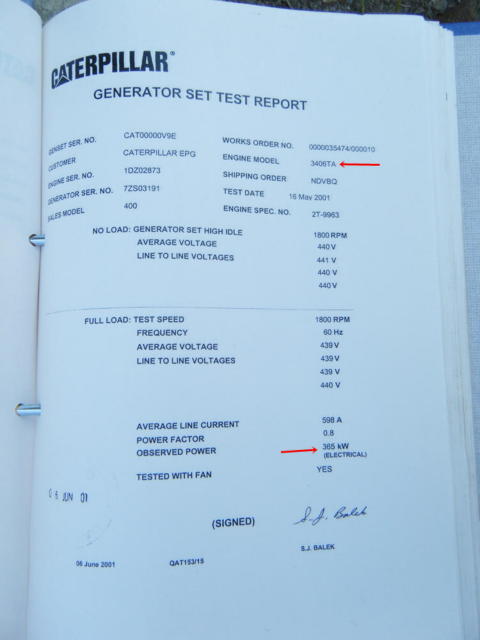 CATERPILLAR®
GENERATOR SET TEST REPORT
GENSET SER. NO. CAT00000V9E WORKS ORDER NO. 0000035474/000010
CUSTOMER CATERPILLAR EPG ENGINE MODEL 3406TA
ENGINE SER. NO. 1DZ02873 SHIPPING ORDER NDVBQ
GENERATOR SER. NO. 7ZS03191 TEST DATE 16 May 2001
SALES MODEL 400 ENGINE SPEC. NO. 2T-9963
NO LOAD: GENERATOR SET HIGH IDLE 1800 RPM
AVERAGE VOLTAGE 440 V
LINE TO LINE VOLTAGES 441 V
440 V
440 V
FULL LOAD: TEST SPEED 1800 RPM
FREQUENCY 60 Hz
AVERAGE VOLTAGE 439 V
LINE TO LINE VOLTAGES 439 V
439 V
440 V
AVERAGE LINE CURRENT 598 A
POWER FACTOR 0.8
OBSERVED POWER 365 kW
(ELECTRICAL)
TESTED WITH FAN YES
06 JUN 01
(SIGNED) S.J. Balek
S.J. BALEK
06 June 2001 QAT153/15